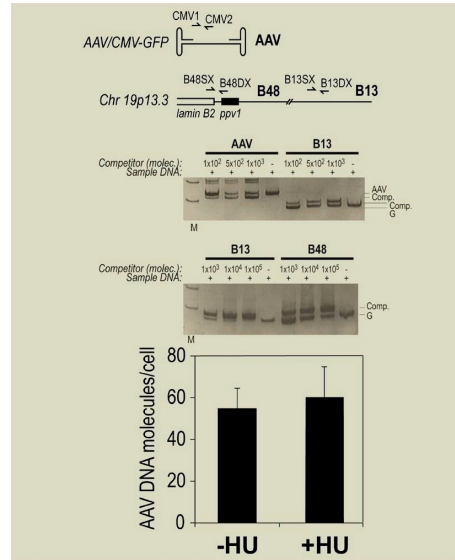 CMV1 CMV2
AAV/CMV-GFP AAV
B48SX B48DX B48 B13SX B13DX B13
Chr 19p13.3
lamin B2 ppv1
AAV B13
Competitor (molec.): 1x10² 5x10² 1x10³ - 1x10² 5x10² 1x10³ -
Sample DNA: + + + + + + + +
AAV
Comp.
Comp.
G
M
B13 B48
Competitor (molec.): 1x10³ 1x10⁴ 1x10⁵ - 1x10³ 1x10⁴ 1x10⁵ -
Sample DNA: + + + + + + + +
Comp.
G
M
AAV DNA molecules/cell
80
60
40
20
0
-HU +HU